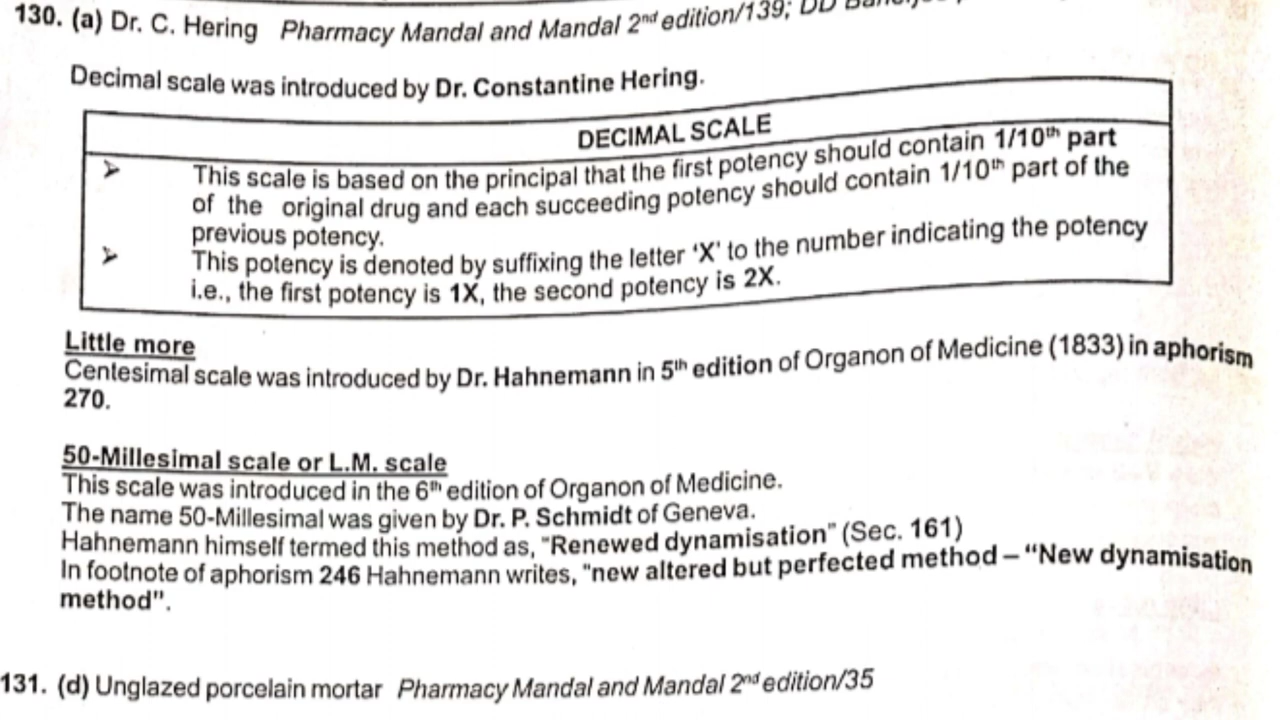 130. (a) Dr. C. Hering Pharmacy Mandal and Mandal 2nd edition/139; DD
Decimal scale was introduced by Dr. Constantine Hering.
DECIMAL SCALE
➢ This scale is based on the principal that the first potency should contain 1/10th part
of the original drug and each succeeding potency should contain 1/10th part of the
previous potency.
➢ This potency is denoted by suffixing the letter ‘X’ to the number indicating the potency
i.e., the first potency is 1X, the second potency is 2X.
Little more
Centesimal scale was introduced by Dr. Hahnemann in 5th edition of Organon of Medicine (1833) in aphorism
270.
50-Millesimal scale or L.M. scale
This scale was introduced in the 6th edition of Organon of Medicine.
The name 50-Millesimal was given by Dr. P. Schmidt of Geneva.
Hahnemann himself termed this method as, "Renewed dynamisation" (Sec. 161)
In footnote of aphorism 246 Hahnemann writes, "new altered but perfected method – “New dynamisation
method".
131. (d) Unglazed porcelain mortar Pharmacy Mandal and Mandal 2nd edition/35